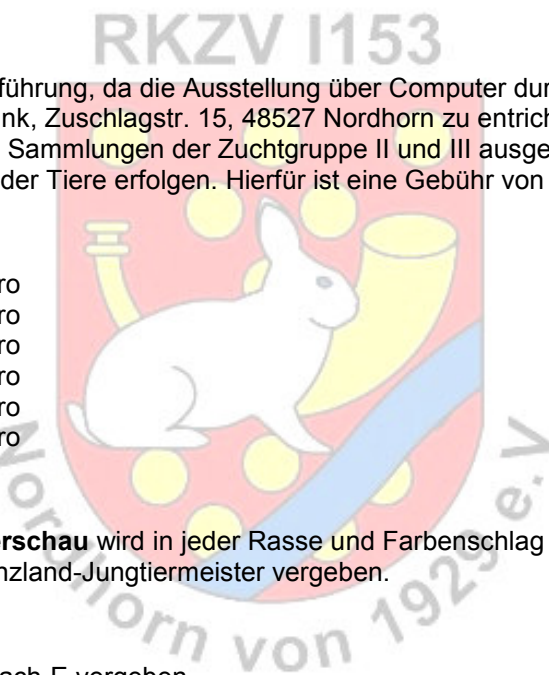 RKZV I153
führung, da die Ausstellung über Computer dur
nk, Zuschlagstr. 15, 48527 Nordhorn zu entrich
Sammlungen der Zuchtgruppe II und III ausge
der Tiere erfolgen. Hierfür ist eine Gebühr von
ro
ro
ro
ro
ro
ro
erschau wird in jeder Rasse und Farbenschlag
nzland-Jungtiermeister vergeben.
Nordhorn von 1929 e.V
ach E vergeben